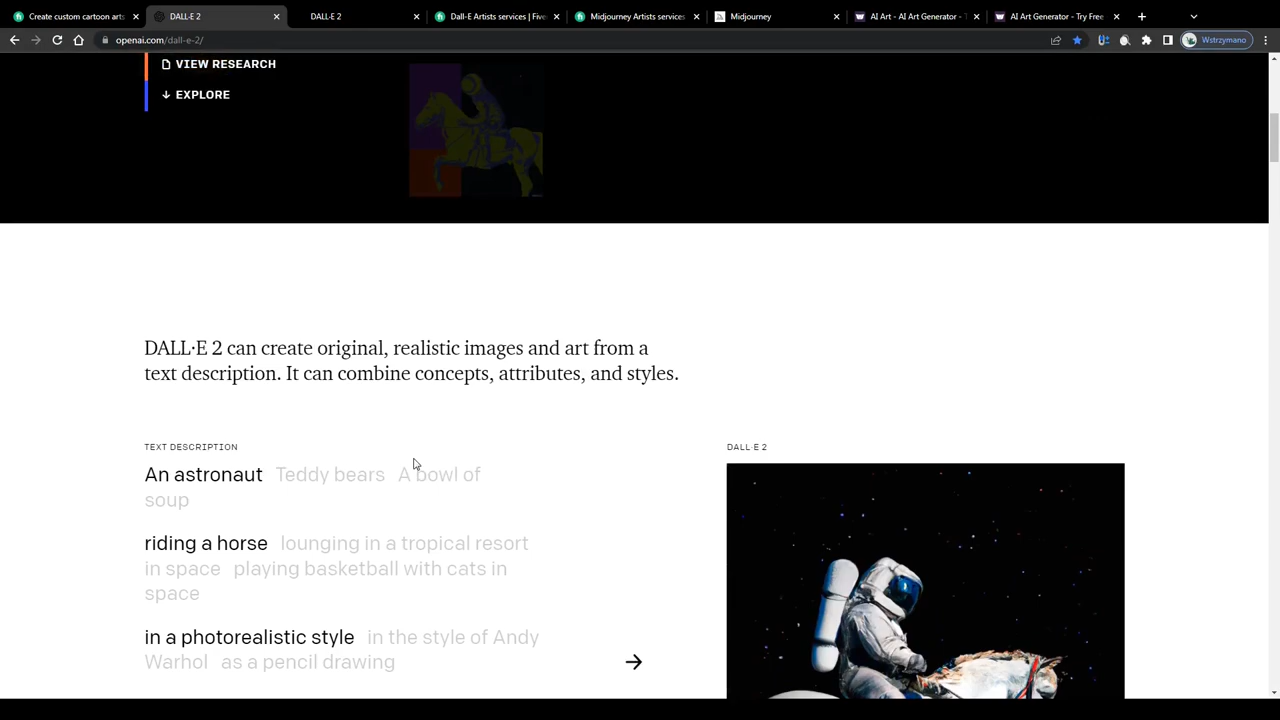 Create custom cartoon arts
DALL·E 2
DALL·E 2
Dall-E Artists services | Five
Midjourney Artists services
Midjourney
AI Art - AI Art Generator - T
AI Art Generator - Try Free
openai.com/dall-e-2/
Wstrzymano
VIEW RESEARCH
EXPLORE
DALL·E 2 can create original, realistic images and art from a
text description. It can combine concepts, attributes, and styles.
TEXT DESCRIPTION
DALL·E 2
An astronaut Teddy bears A bowl of
soup
riding a horse lounging in a tropical resort
in space playing basketball with cats in
space
in a photorealistic style in the style of Andy
Warhol as a pencil drawing